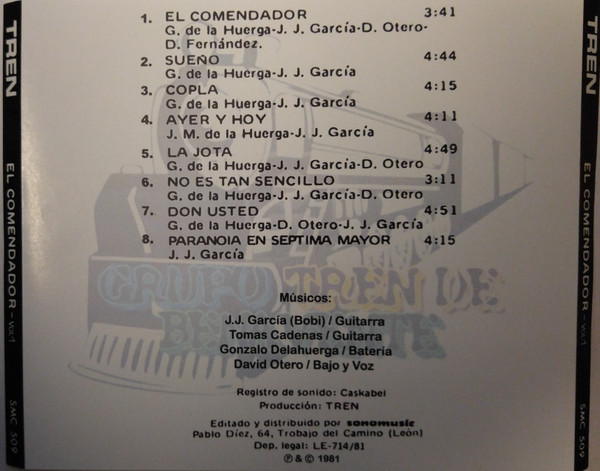 1. EL COMENDADOR 3:41
G. de la Huerga-J. J. García-D. Otero-
D. Fernández.
2. SUEÑO 4:44
G. de la Huerga-J. J. García
3. COPLA 4:15
G. de la Huerga-J. J. García
4. AYER Y HOY 4:11
J. M. de la Huerga-J. J. García
5. LA JOTA 4:49
G. de la Huerga-J. J. García-D. Otero
6. NO ES TAN SENCILLO 3:11
G. de la Huerga-J. J. García-D. Otero
7. DON USTED 4:51
G. de la Huerga-D. Otero-J. J. García
8. PARANOIA EN SEPTIMA MAYOR 4:15
J. J. García
GRUPO TREN DE
Músicos:
J.J. García (Bobi) / Guitarra
Tomas Cadenas / Guitarra
Gonzalo Delahuerga / Batería
David Otero / Bajo y Voz
Registro de sonido: Caskabel
Producción: TREN
Editado y distribuido por sonomusic
Pablo Díez, 64, Trobajo del Camino (León)
Dep. legal: LE-714/81
℗ & © 1981
TREN EL COMENDADOR - Vol.1 SMC 509
TREN EL COMENDADOR - Vol.1 SMC 509